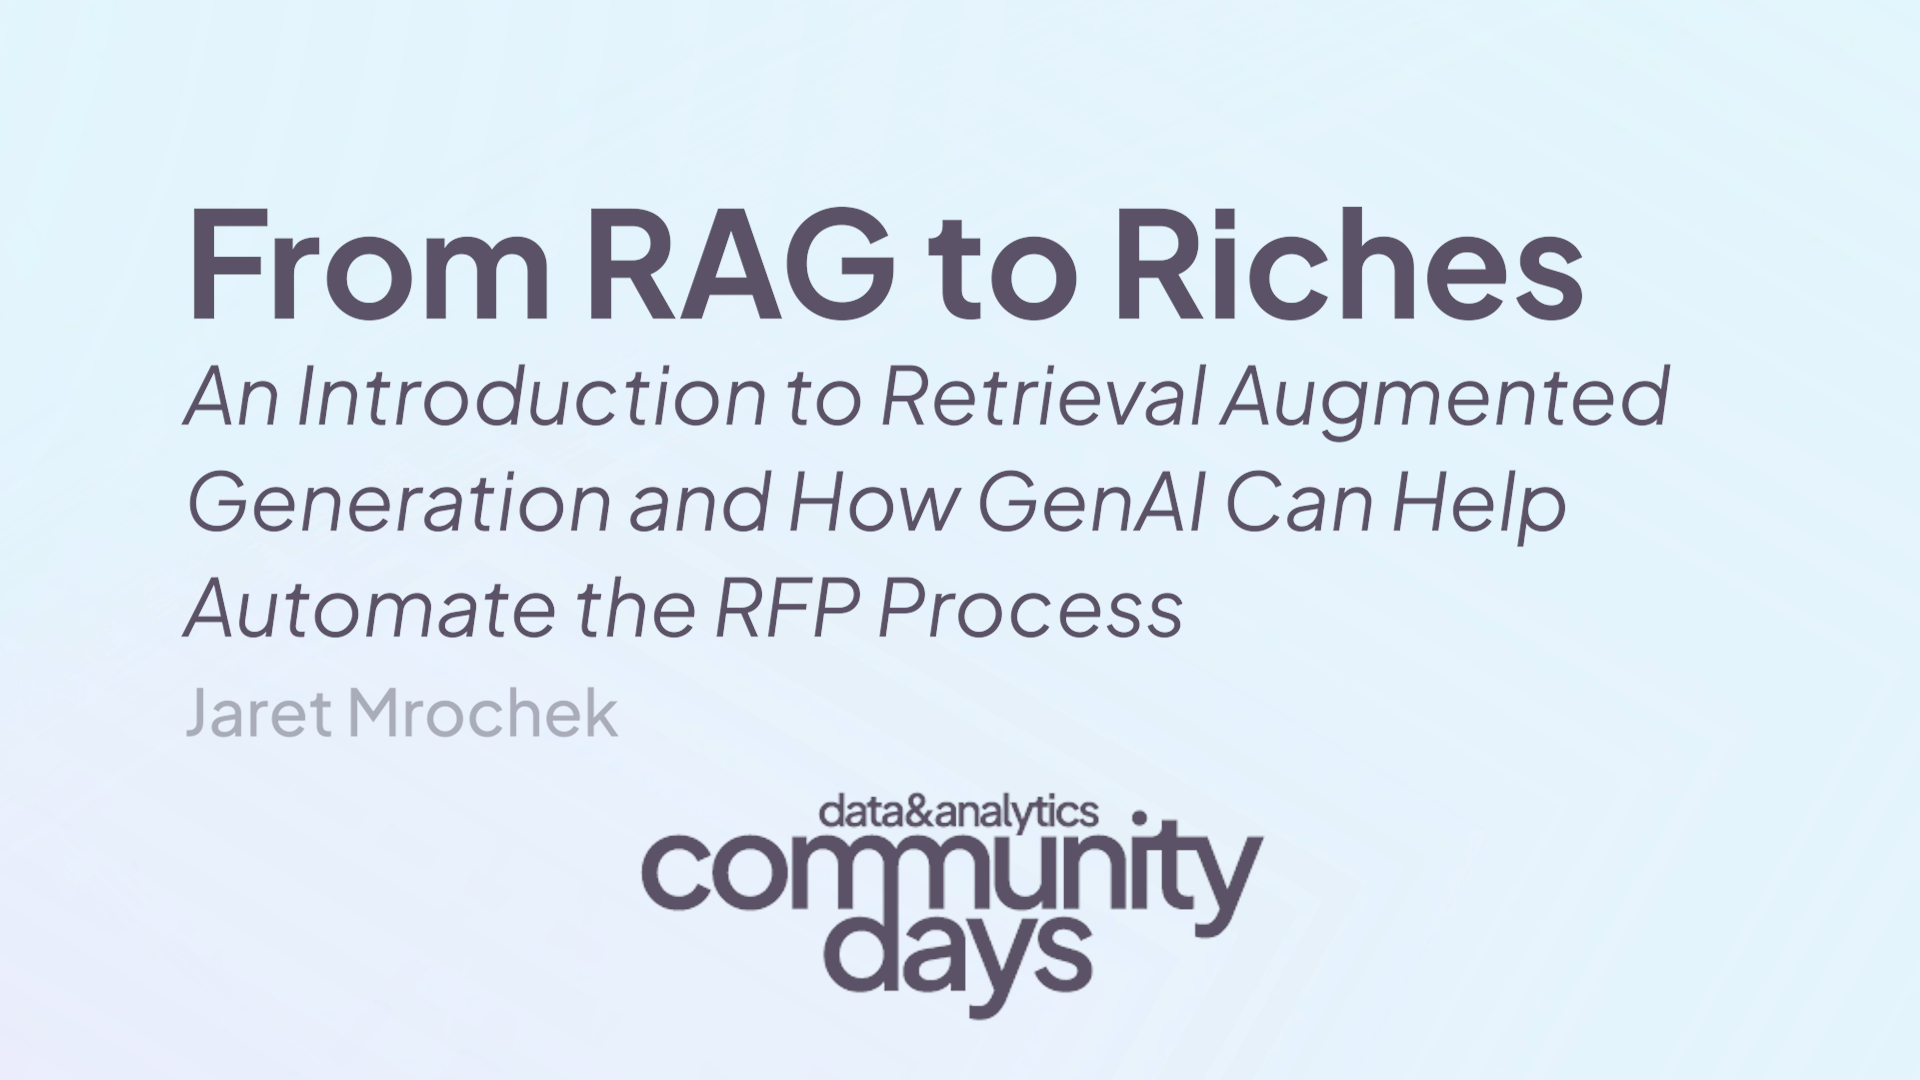 From RAG to Riches
An Introduction to Retrieval Augmented
Generation and How GenAI Can Help
Automate the RFP Process
Jaret Mrochek
data&analytics
community
days